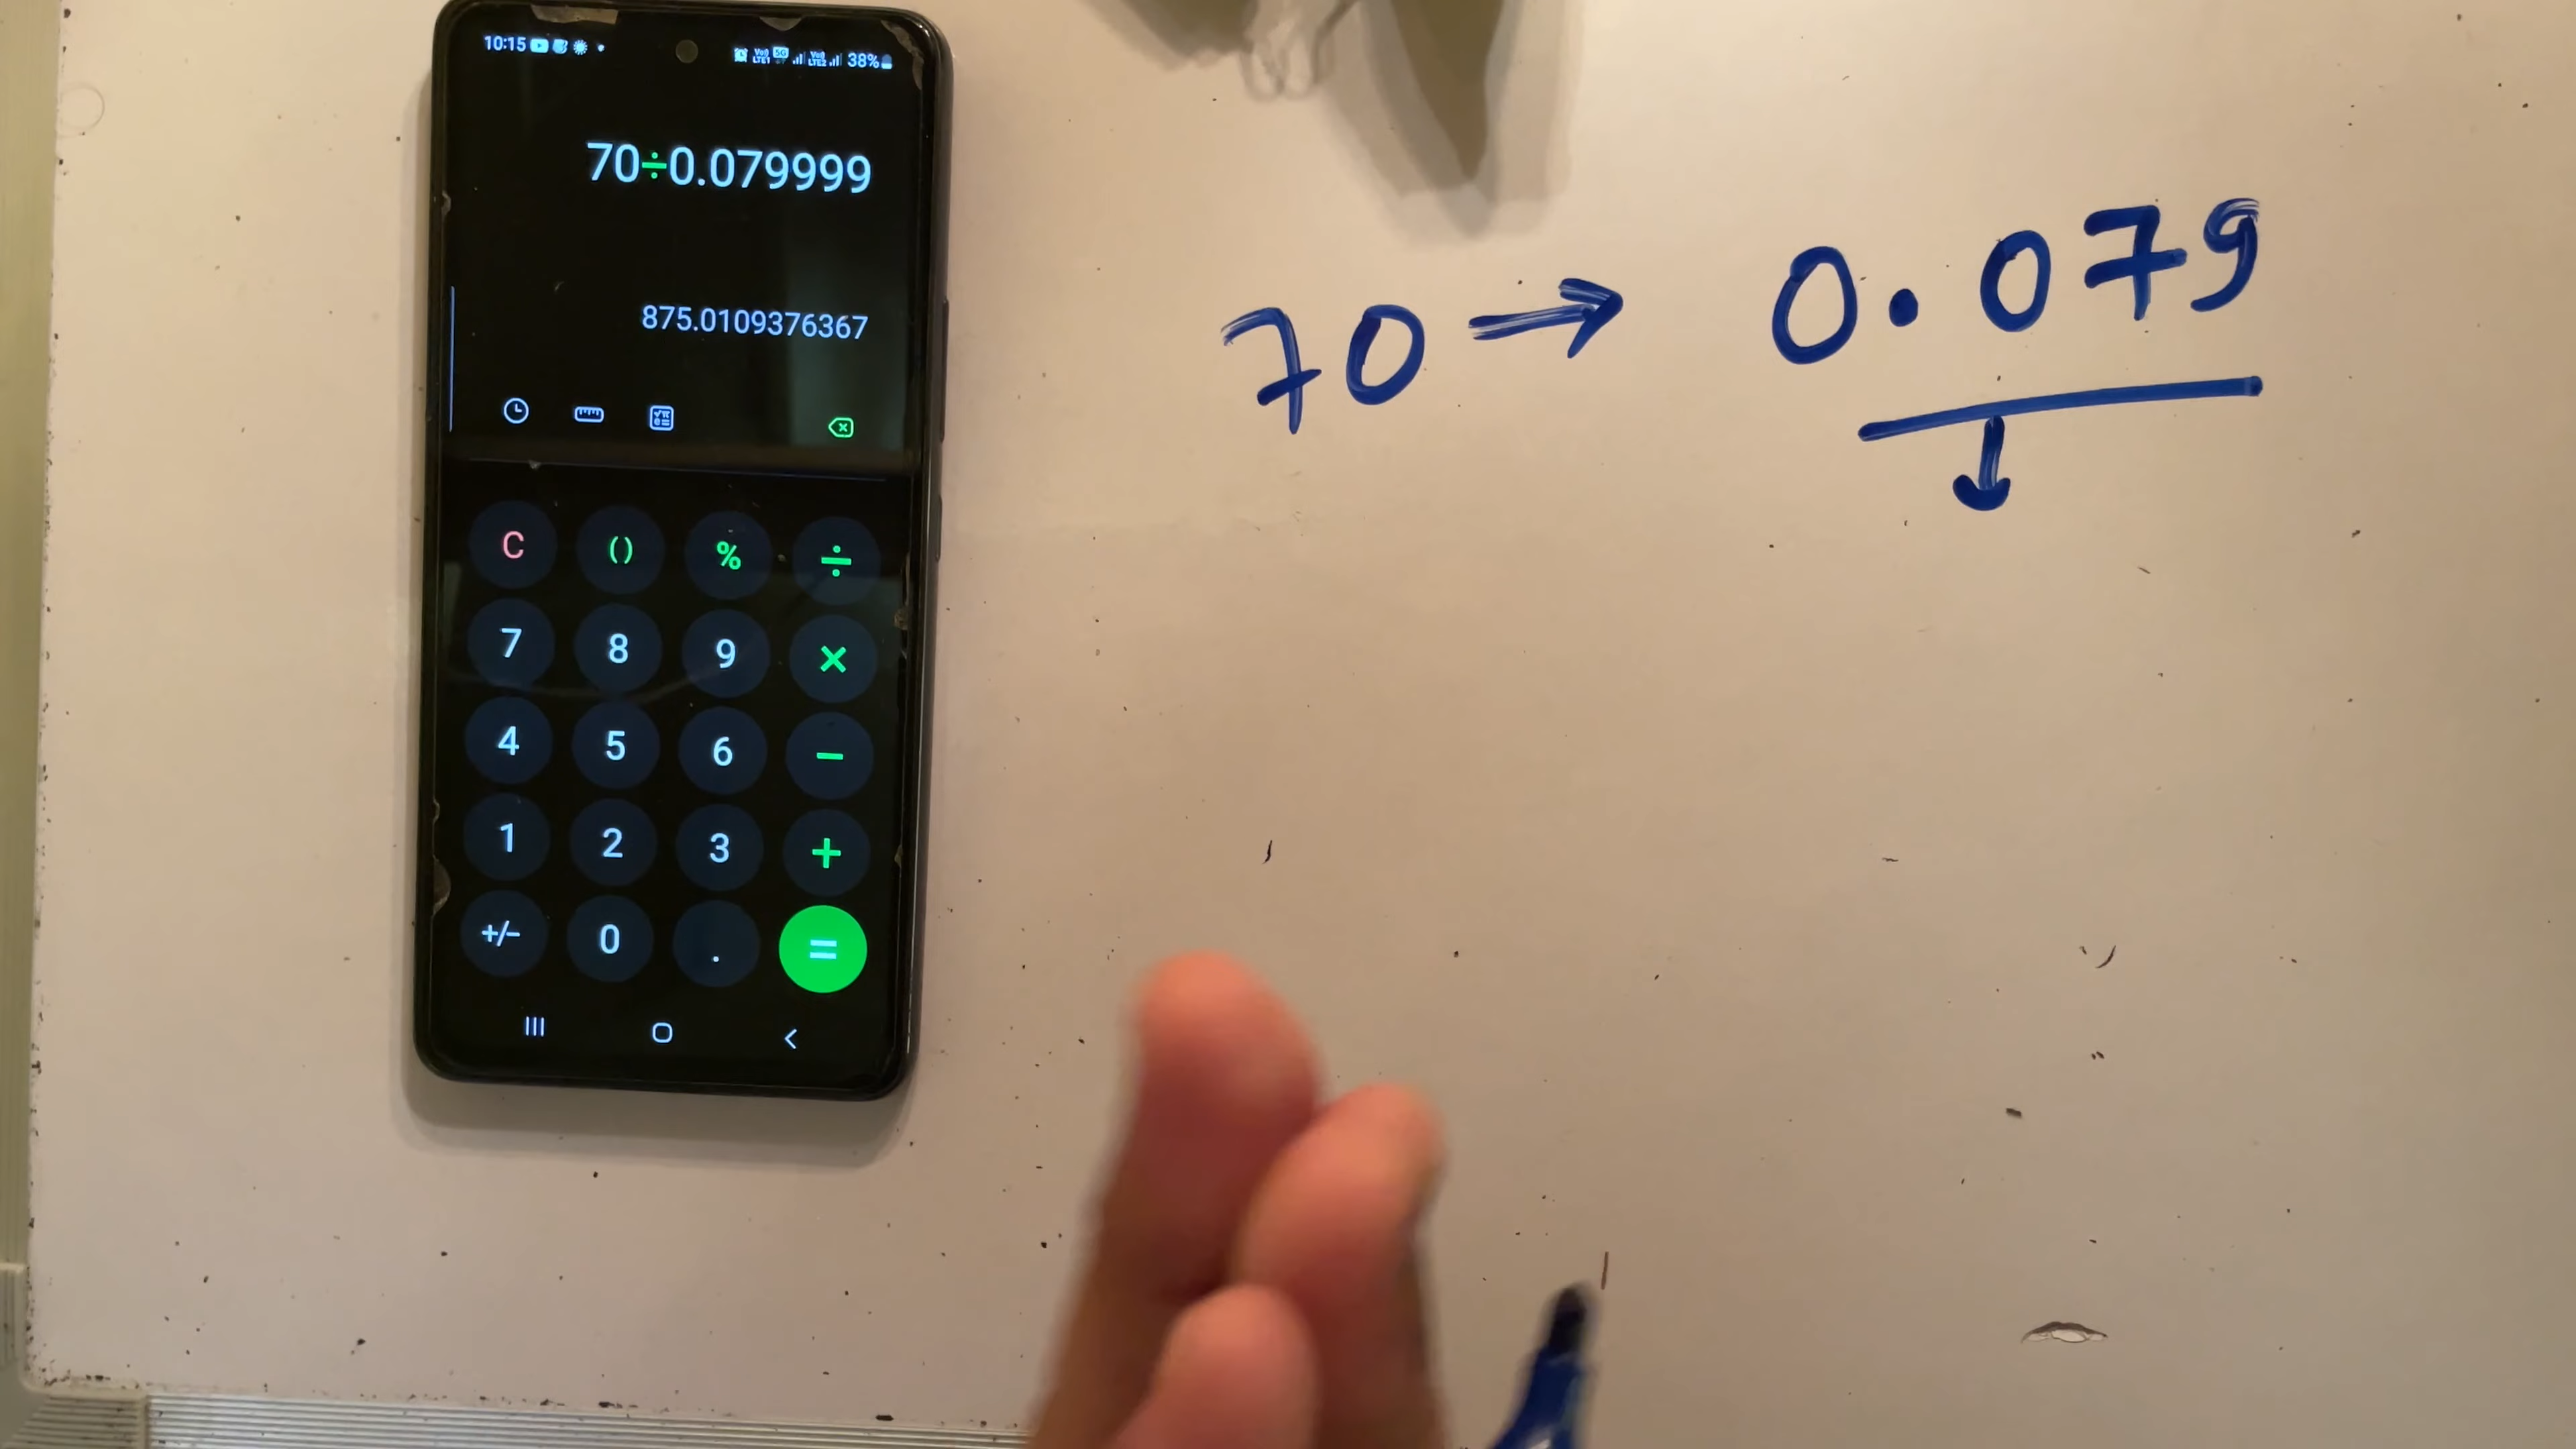 10:15 38%
70÷0.079999
875.0109376367
C () % ÷
7 8 9 ×
4 5 6 −
1 2 3 +
+/− 0 . =
70 → 0.079